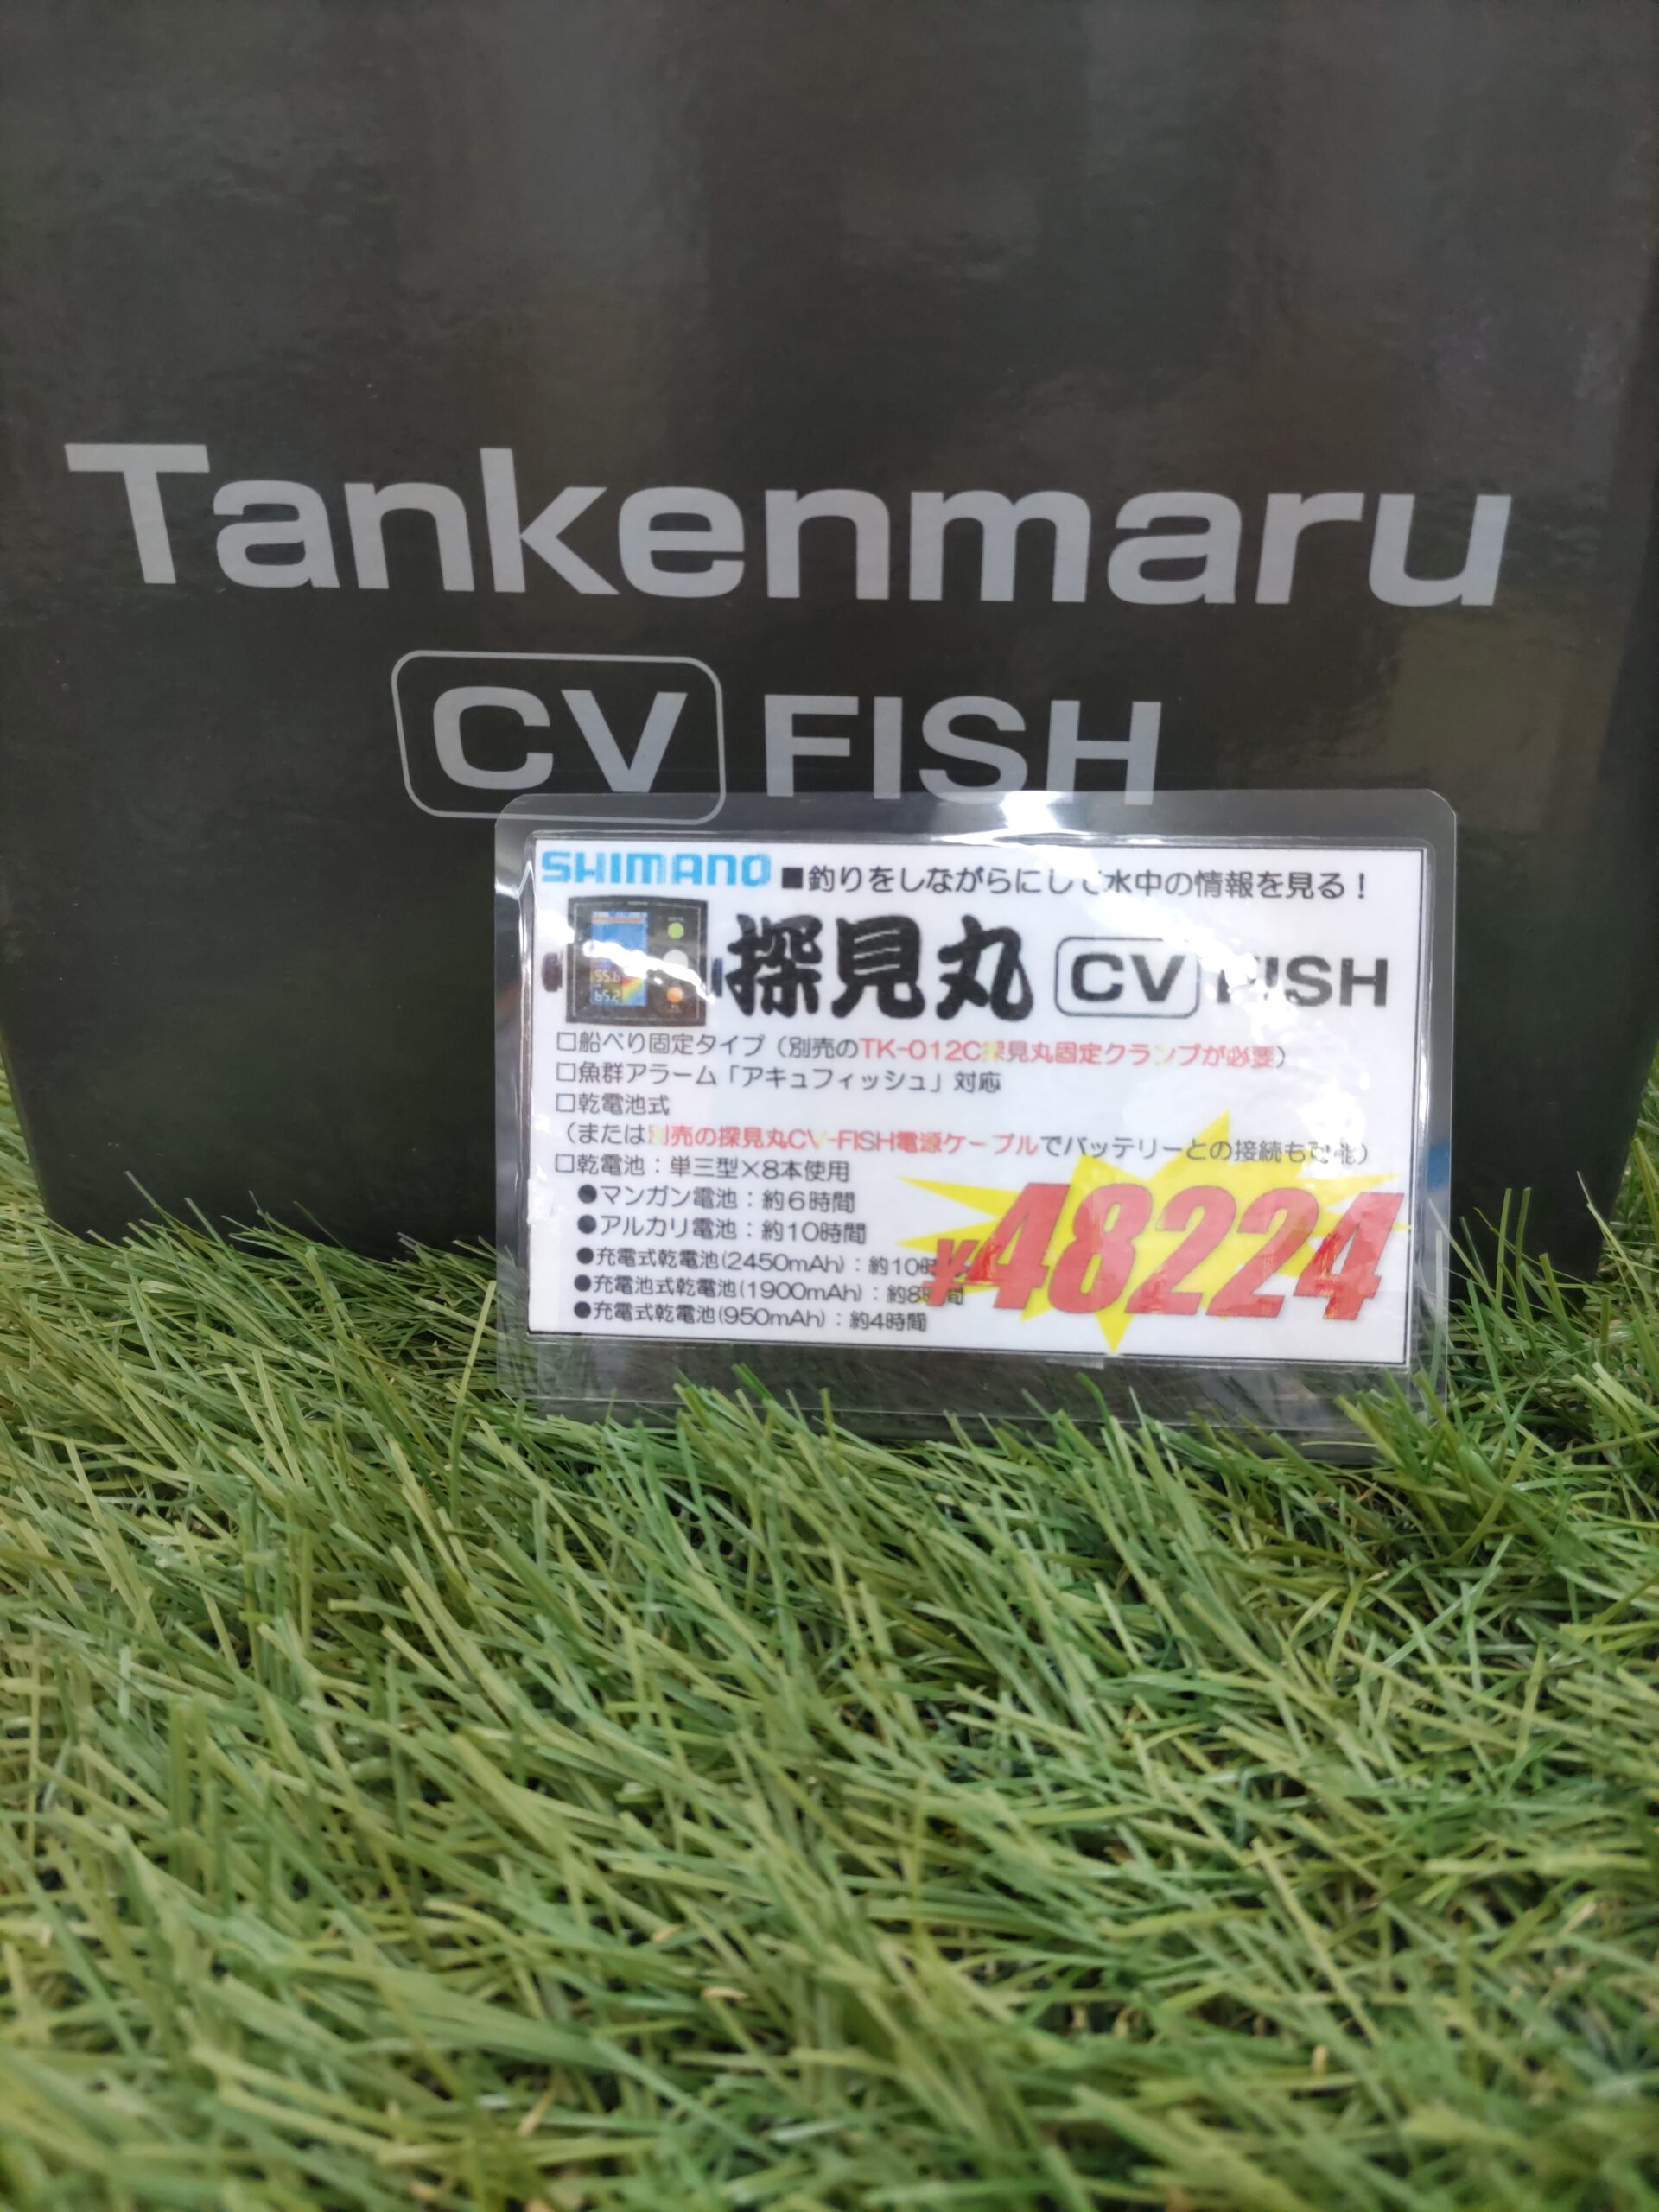 Tankenmaru
CV FISH
SHIMANO ■釣りをしながらにして水中の情報を見る！
探見丸 CV FISH
□船べり固定タイプ（別売のTK-012C探見丸固定クランプが必要）
□魚群アラーム「アキュフィッシュ」対応
□乾電池式
（または別売の探見丸CV-FISH電源ケーブルでバッテリーとの接続も可能）
□乾電池：単三型×8本使用
●マンガン電池：約６時間
●アルカリ電池：約10時間
●充電式乾電池(2450mAh)：約10時間
●充電池式乾電池(1900mAh)：約8時間
●充電式乾電池(950mAh)：約4時間
¥48224